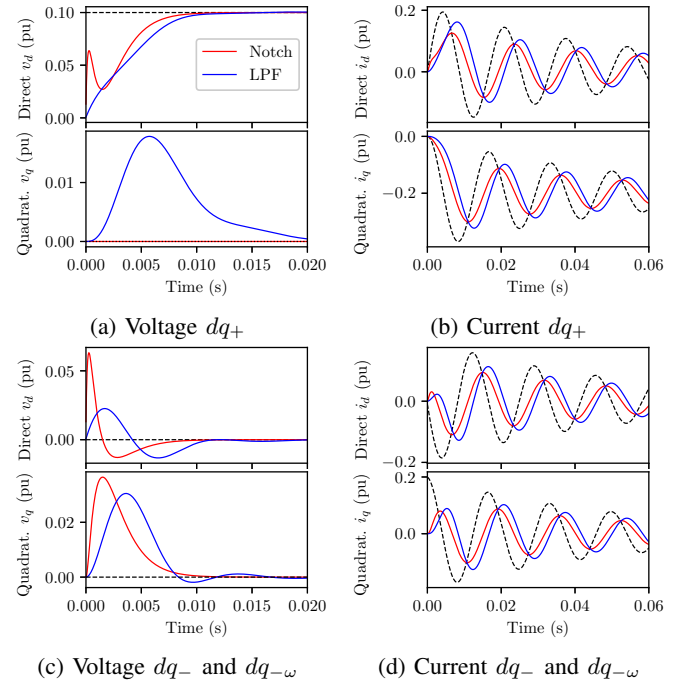 Direct v_d (pu)
0.10
0.05
0.00
Notch
LPF
Quadrat. v_q (pu)
0.01
0.00
0.000 0.005 0.010 0.015 0.020
Time (s)
(a) Voltage dq_+
Direct i_d (pu)
0.2
0.0
Quadrat. i_q (pu)
0.0
−0.2
0.00 0.02 0.04 0.06
Time (s)
(b) Current dq_+
Direct v_d (pu)
0.05
0.00
Quadrat. v_q (pu)
0.02
0.00
0.000 0.005 0.010 0.015 0.020
Time (s)
(c) Voltage dq_− and dq_−ω
Direct i_d (pu)
0.0
−0.2
Quadrat. i_q (pu)
0.2
0.0
0.00 0.02 0.04 0.06
Time (s)
(d) Current dq_− and dq_−ω